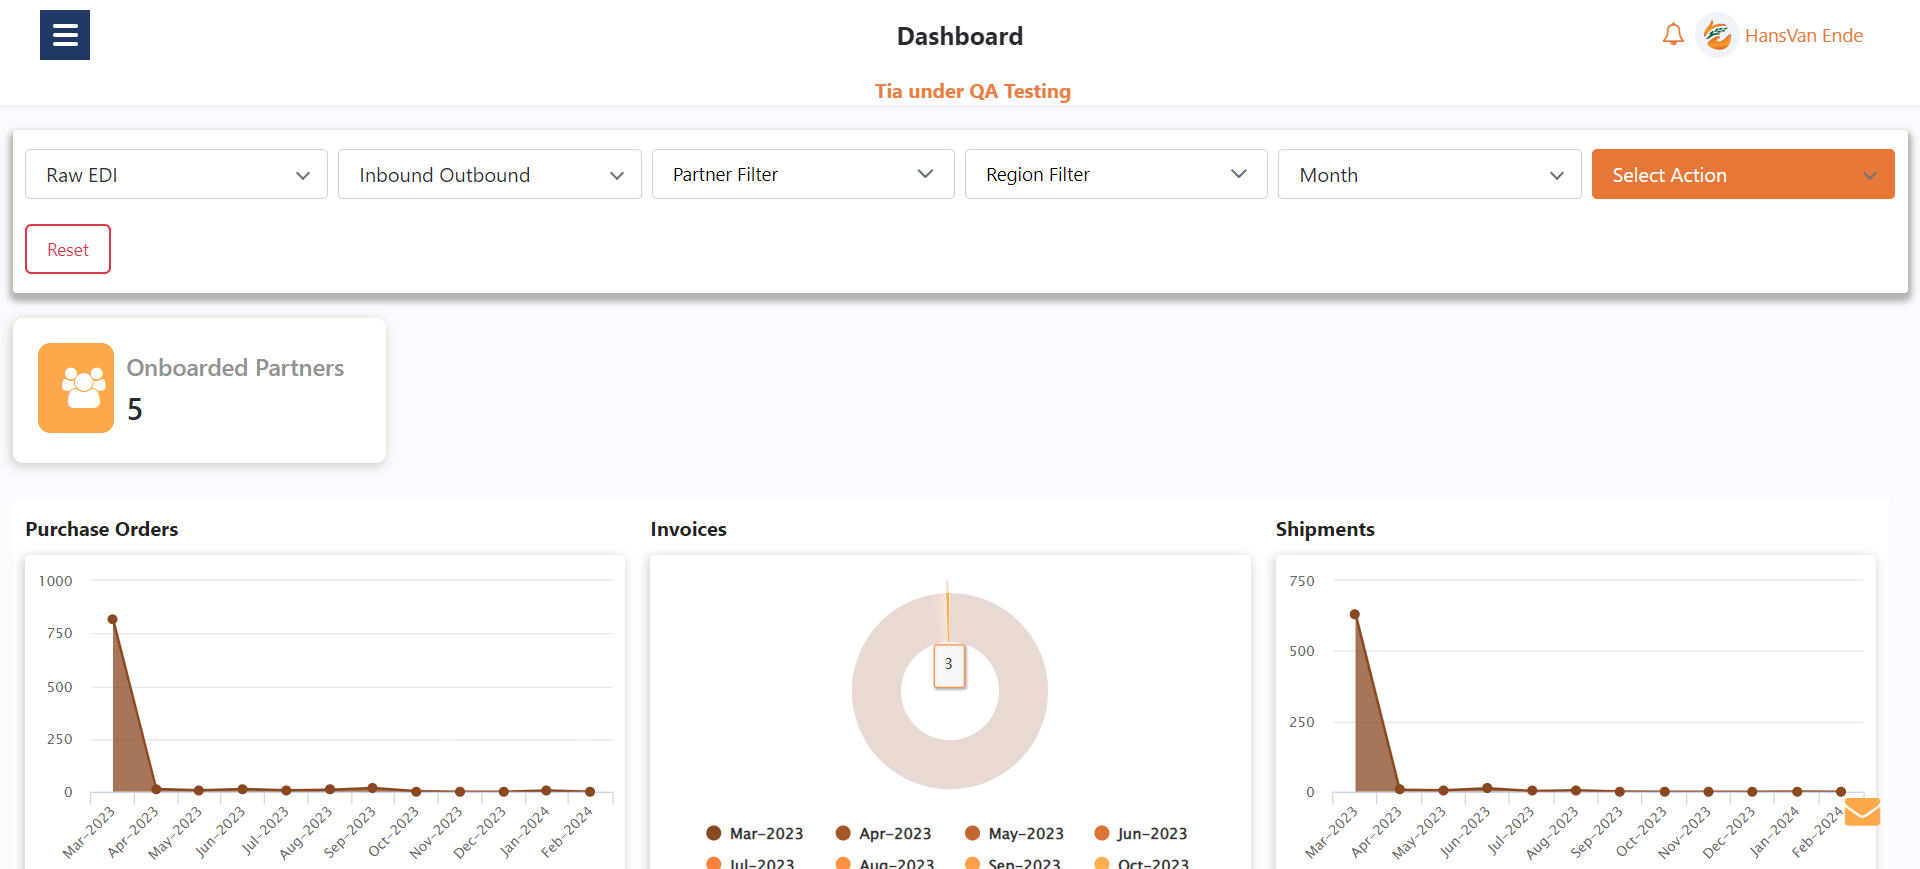 Dashboard
HansVan Ende
Tia under QA Testing
Raw EDI
Inbound Outbound
Partner Filter
Region Filter
Month
Select Action
Reset
Onboarded Partners
5
Purchase Orders
1000
750
500
250
0
Mar-2023
Apr-2023
May-2023
Jun-2023
Jul-2023
Aug-2023
Sep-2023
Oct-2023
Nov-2023
Dec-2023
Jan-2024
Feb-2024
Invoices
3
Mar-2023
Apr-2023
May-2023
Jun-2023
Jul-2023
Aug-2023
Sep-2023
Oct-2023
Shipments
750
500
250
0
Mar-2023
Apr-2023
May-2023
Jun-2023
Jul-2023
Aug-2023
Sep-2023
Oct-2023
Nov-2023
Dec-2023
Jan-2024
Feb-2024